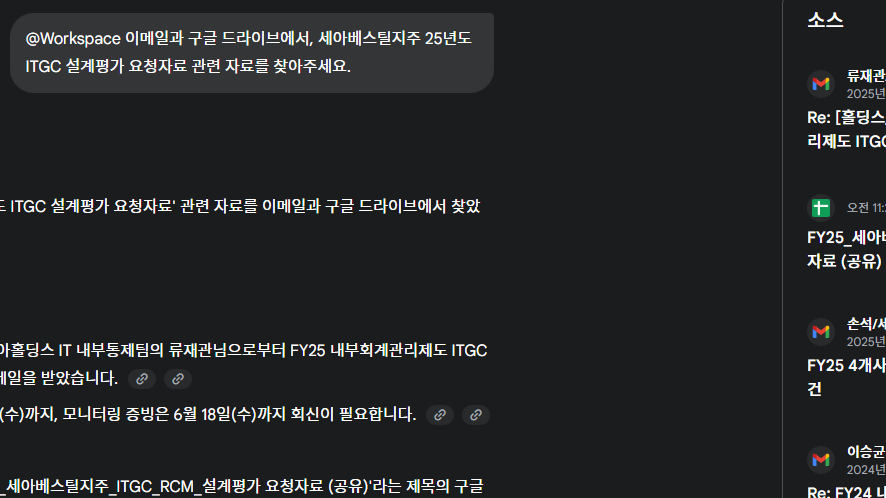 @Workspace 이메일과 구글 드라이브에서, 세아베스틸지주 25년도
ITGC 설계평가 요청자료 관련 자료를 찾아주세요.
ITGC 설계평가 요청자료' 관련 자료를 이메일과 구글 드라이브에서 찾았
아홀딩스 IT 내부통제팀의 류재관님으로부터 FY25 내부회계관리제도 ITGC
메일을 받았습니다.
(수)까지, 모니터링 증빙은 6월 18일(수)까지 회신이 필요합니다.
_세아베스틸지주_ITGC_RCM_설계평가 요청자료 (공유)'라는 제목의 구글
소스
류재관
2025년
Re: [홀딩스_
리제도 ITGC
오전 11:
FY25_세아
자료 (공유)
손석/세
2025년
FY25 4개사
건
이승균
2024년
Re: FY24 내